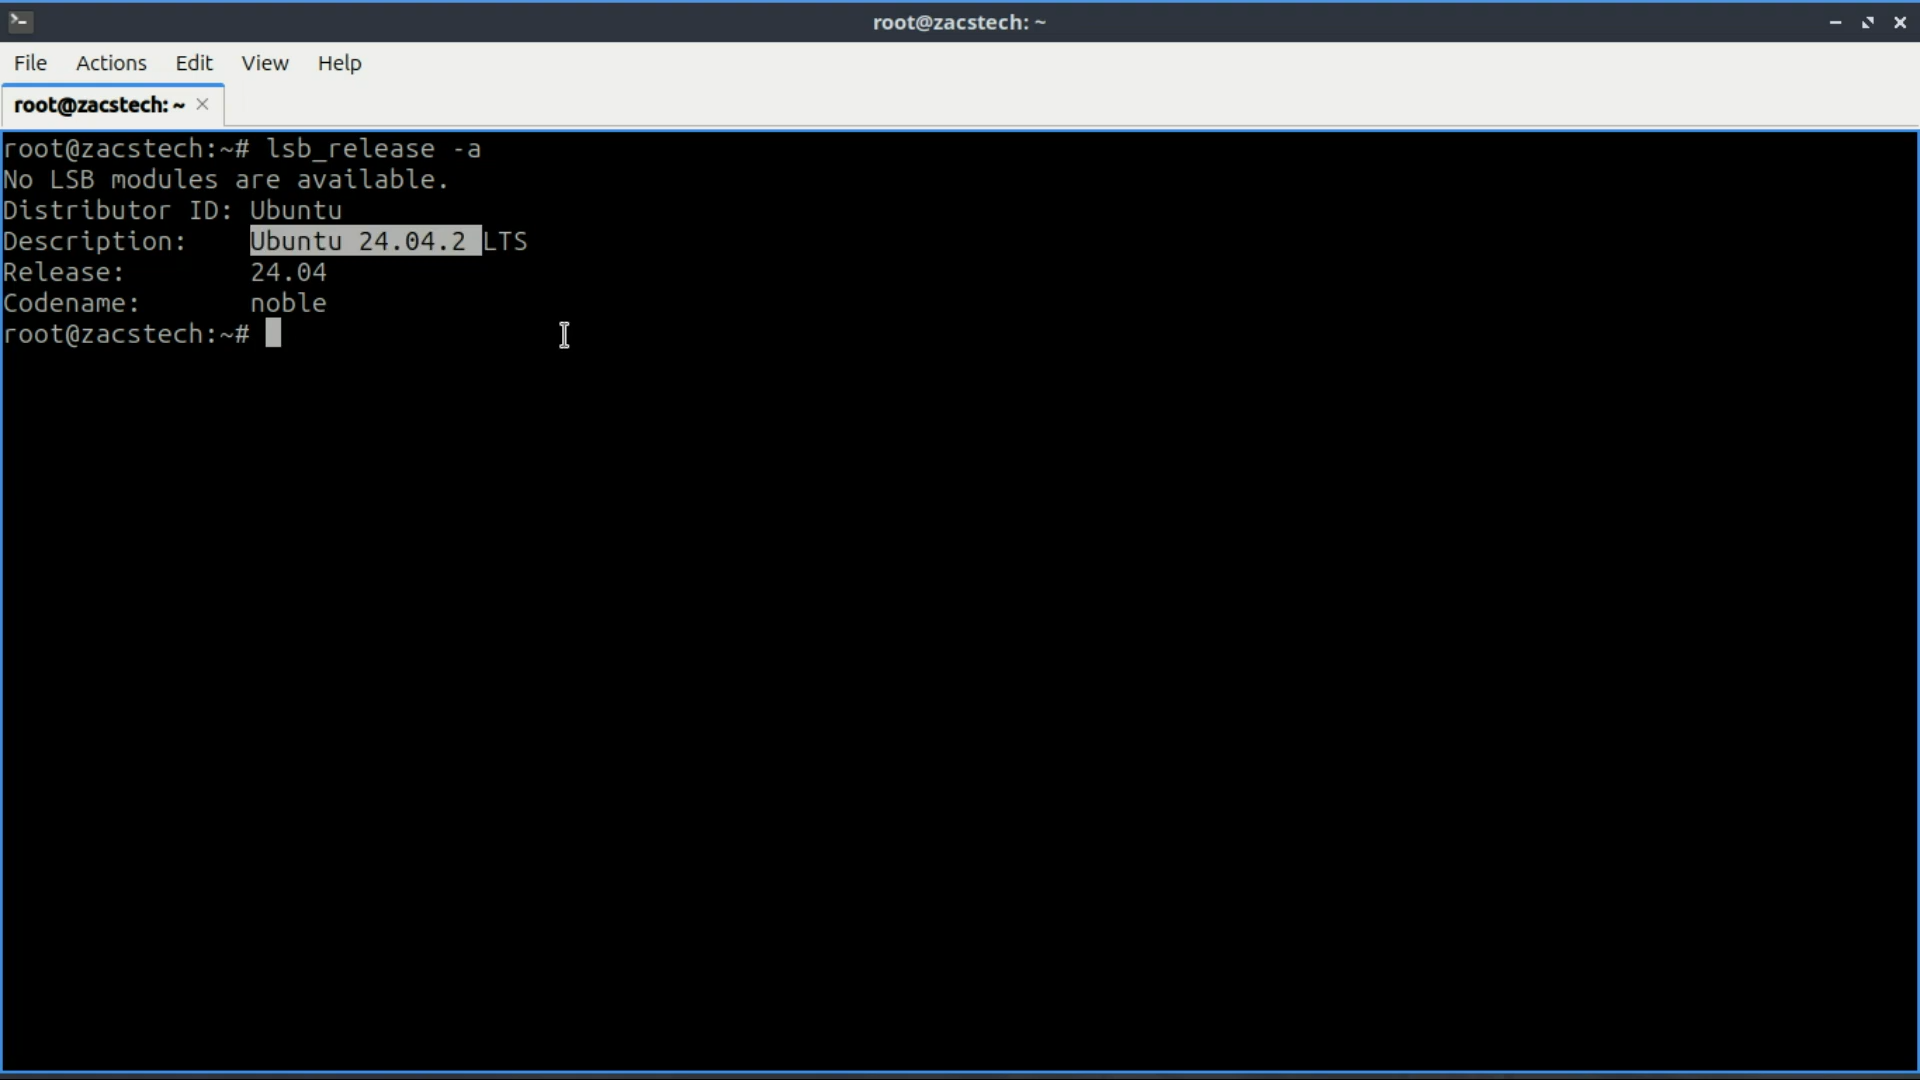 root@zacstech: ~
File Actions Edit View Help
root@zacstech: ~
root@zacstech:~# lsb_release -a
No LSB modules are available.
Distributor ID: Ubuntu
Description:    Ubuntu 24.04.2 LTS
Release:        24.04
Codename:       noble
root@zacstech:~#